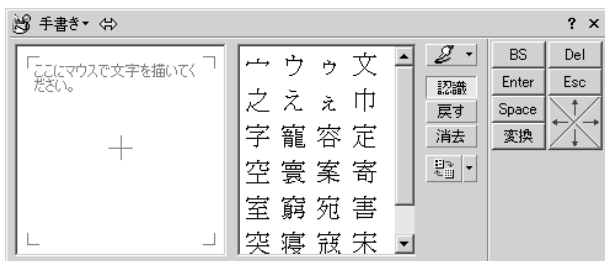 手書き
ここにマウスで文字を描いてく
ださい。
宀 ウ ゥ 文
之 え ぇ 巾
字 寵 容 定
空 寰 案 寄
室 窮 宛 害
突 寝 寇 宋
認識
戻す
消去
BS Del
Enter Esc
Space
変換